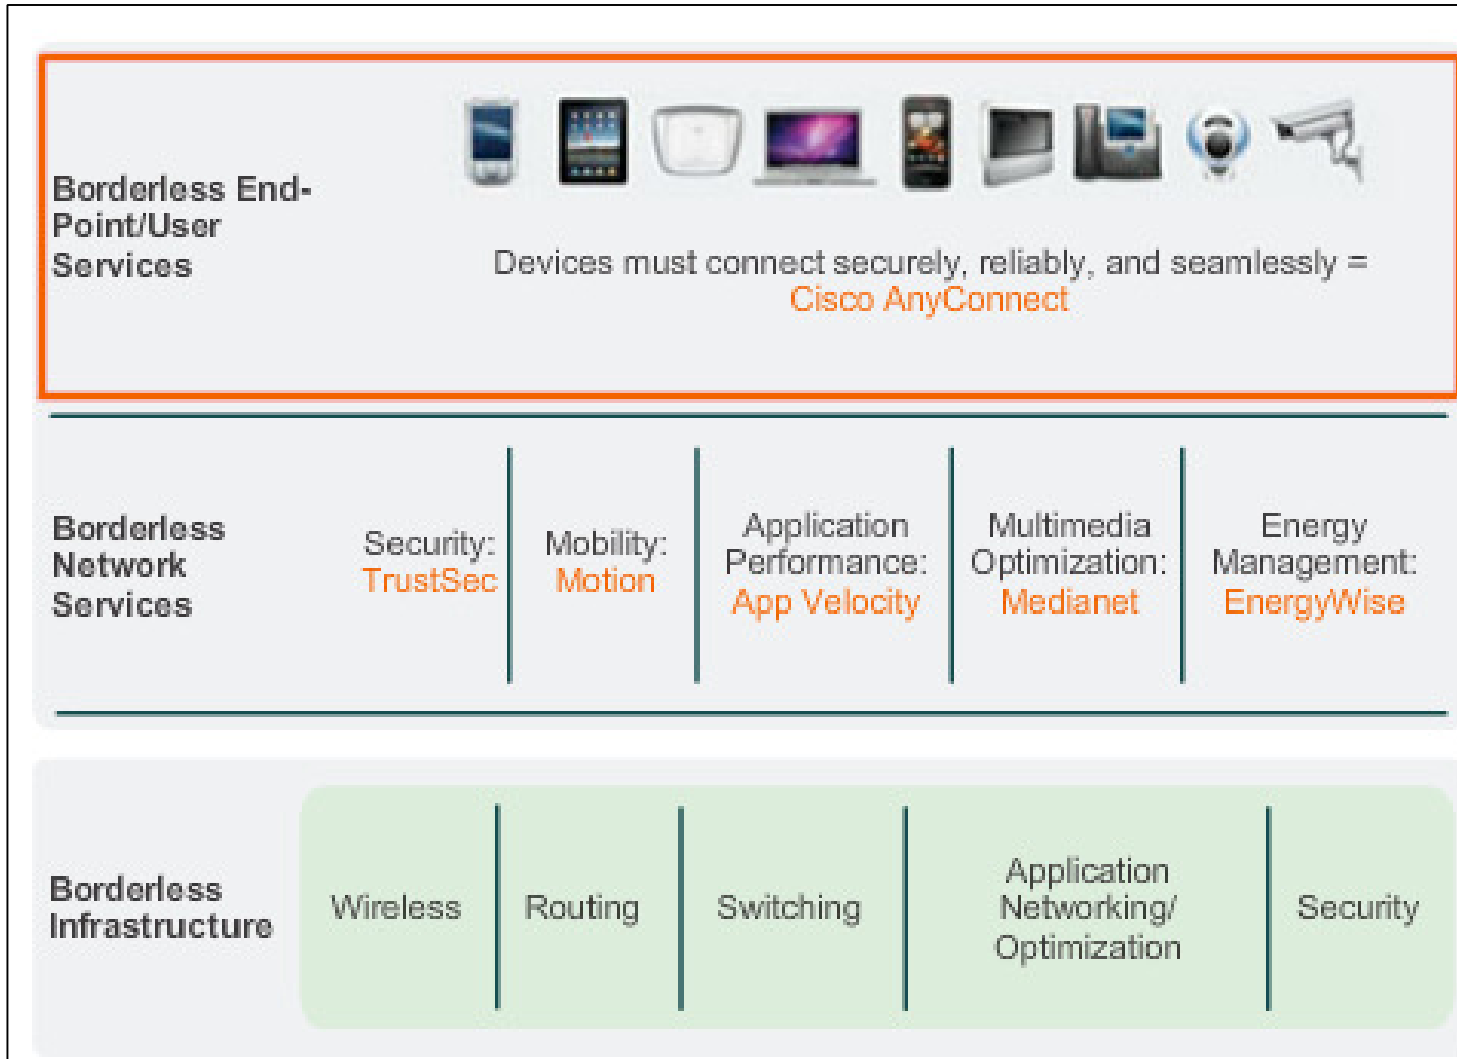 Borderless End-
Point/User
Services
Devices must connect securely, reliably, and seamlessly =
Cisco AnyConnect
Borderless
Network
Services
Security:
TrustSec
Mobility:
Motion
Application
Performance:
App Velocity
Multimedia
Optimization:
Medianet
Energy
Management:
EnergyWise
Borderless
Infrastructure
Wireless
Routing
Switching
Application
Networking/
Optimization
Security